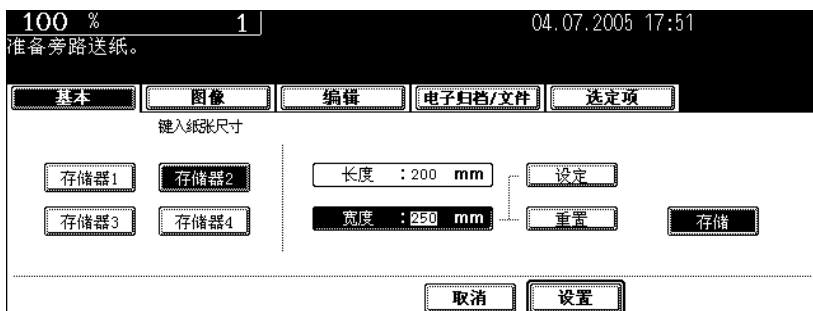 100 % 1 04.07.2005 17:51
准备旁路送纸。
基本 图像 编辑 电子归档/文件 选定项
键入纸张尺寸
存储器1 存储器2 长度 :200 mm 设定
存储器3 存储器4 宽度 :250 mm 重置 存储
取消 设置